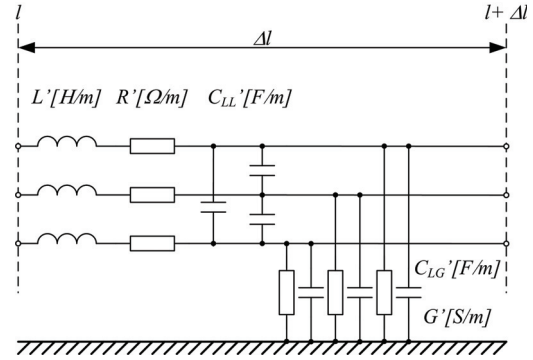 l
l+ Δl
Δl
L'[H/m] R'[Ω/m] C_LL'[F/m]
C_LG'[F/m]
G'[S/m]